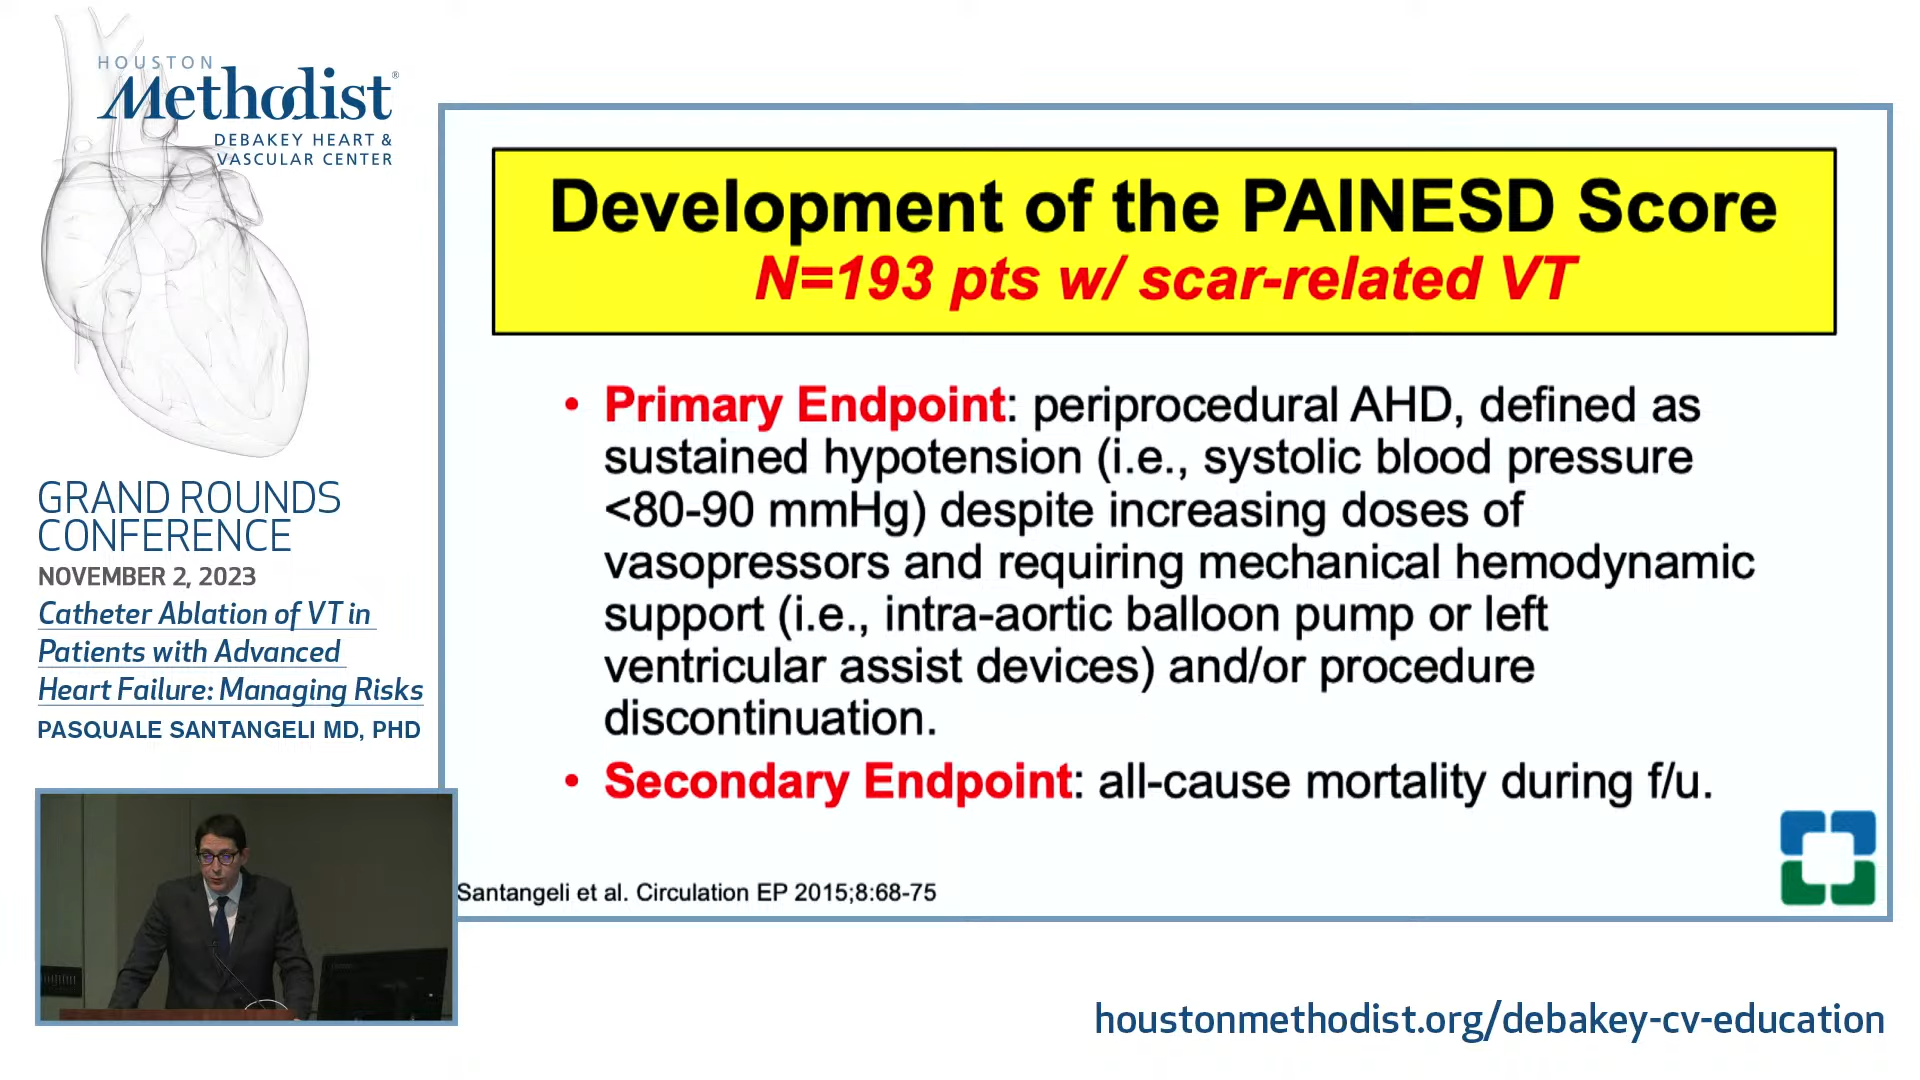 HOUSTON
Methodist®
DEBAKEY HEART &
VASCULAR CENTER
GRAND ROUNDS
CONFERENCE
NOVEMBER 2, 2023
Catheter Ablation of VT in
Patients with Advanced
Heart Failure: Managing Risks
PASQUALE SANTANGELI MD, PHD
Development of the PAINESD Score
N=193 pts w/ scar-related VT
• Primary Endpoint: periprocedural AHD, defined as
sustained hypotension (i.e., systolic blood pressure
<80-90 mmHg) despite increasing doses of
vasopressors and requiring mechanical hemodynamic
support (i.e., intra-aortic balloon pump or left
ventricular assist devices) and/or procedure
discontinuation.
• Secondary Endpoint: all-cause mortality during f/u.
Santangeli et al. Circulation EP 2015;8:68-75
houstonmethodist.org/debakey-cv-education